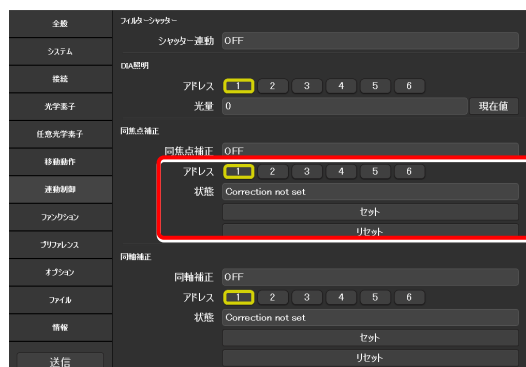 全般
システム
接続
光学素子
任意光学素子
移動動作
連動制御
ファンクション
プリファレンス
オプション
ファイル
情報
送信
フィルターシャッター
シャッター連動 OFF
DIA照明
アドレス 1 2 3 4 5 6
光量 0 現在値
同焦点補正
同焦点補正 OFF
アドレス 1 2 3 4 5 6
状態 Correction not set
セット
リセット
同軸補正
同軸補正 OFF
アドレス 1 2 3 4 5 6
状態 Correction not set
セット
リセット